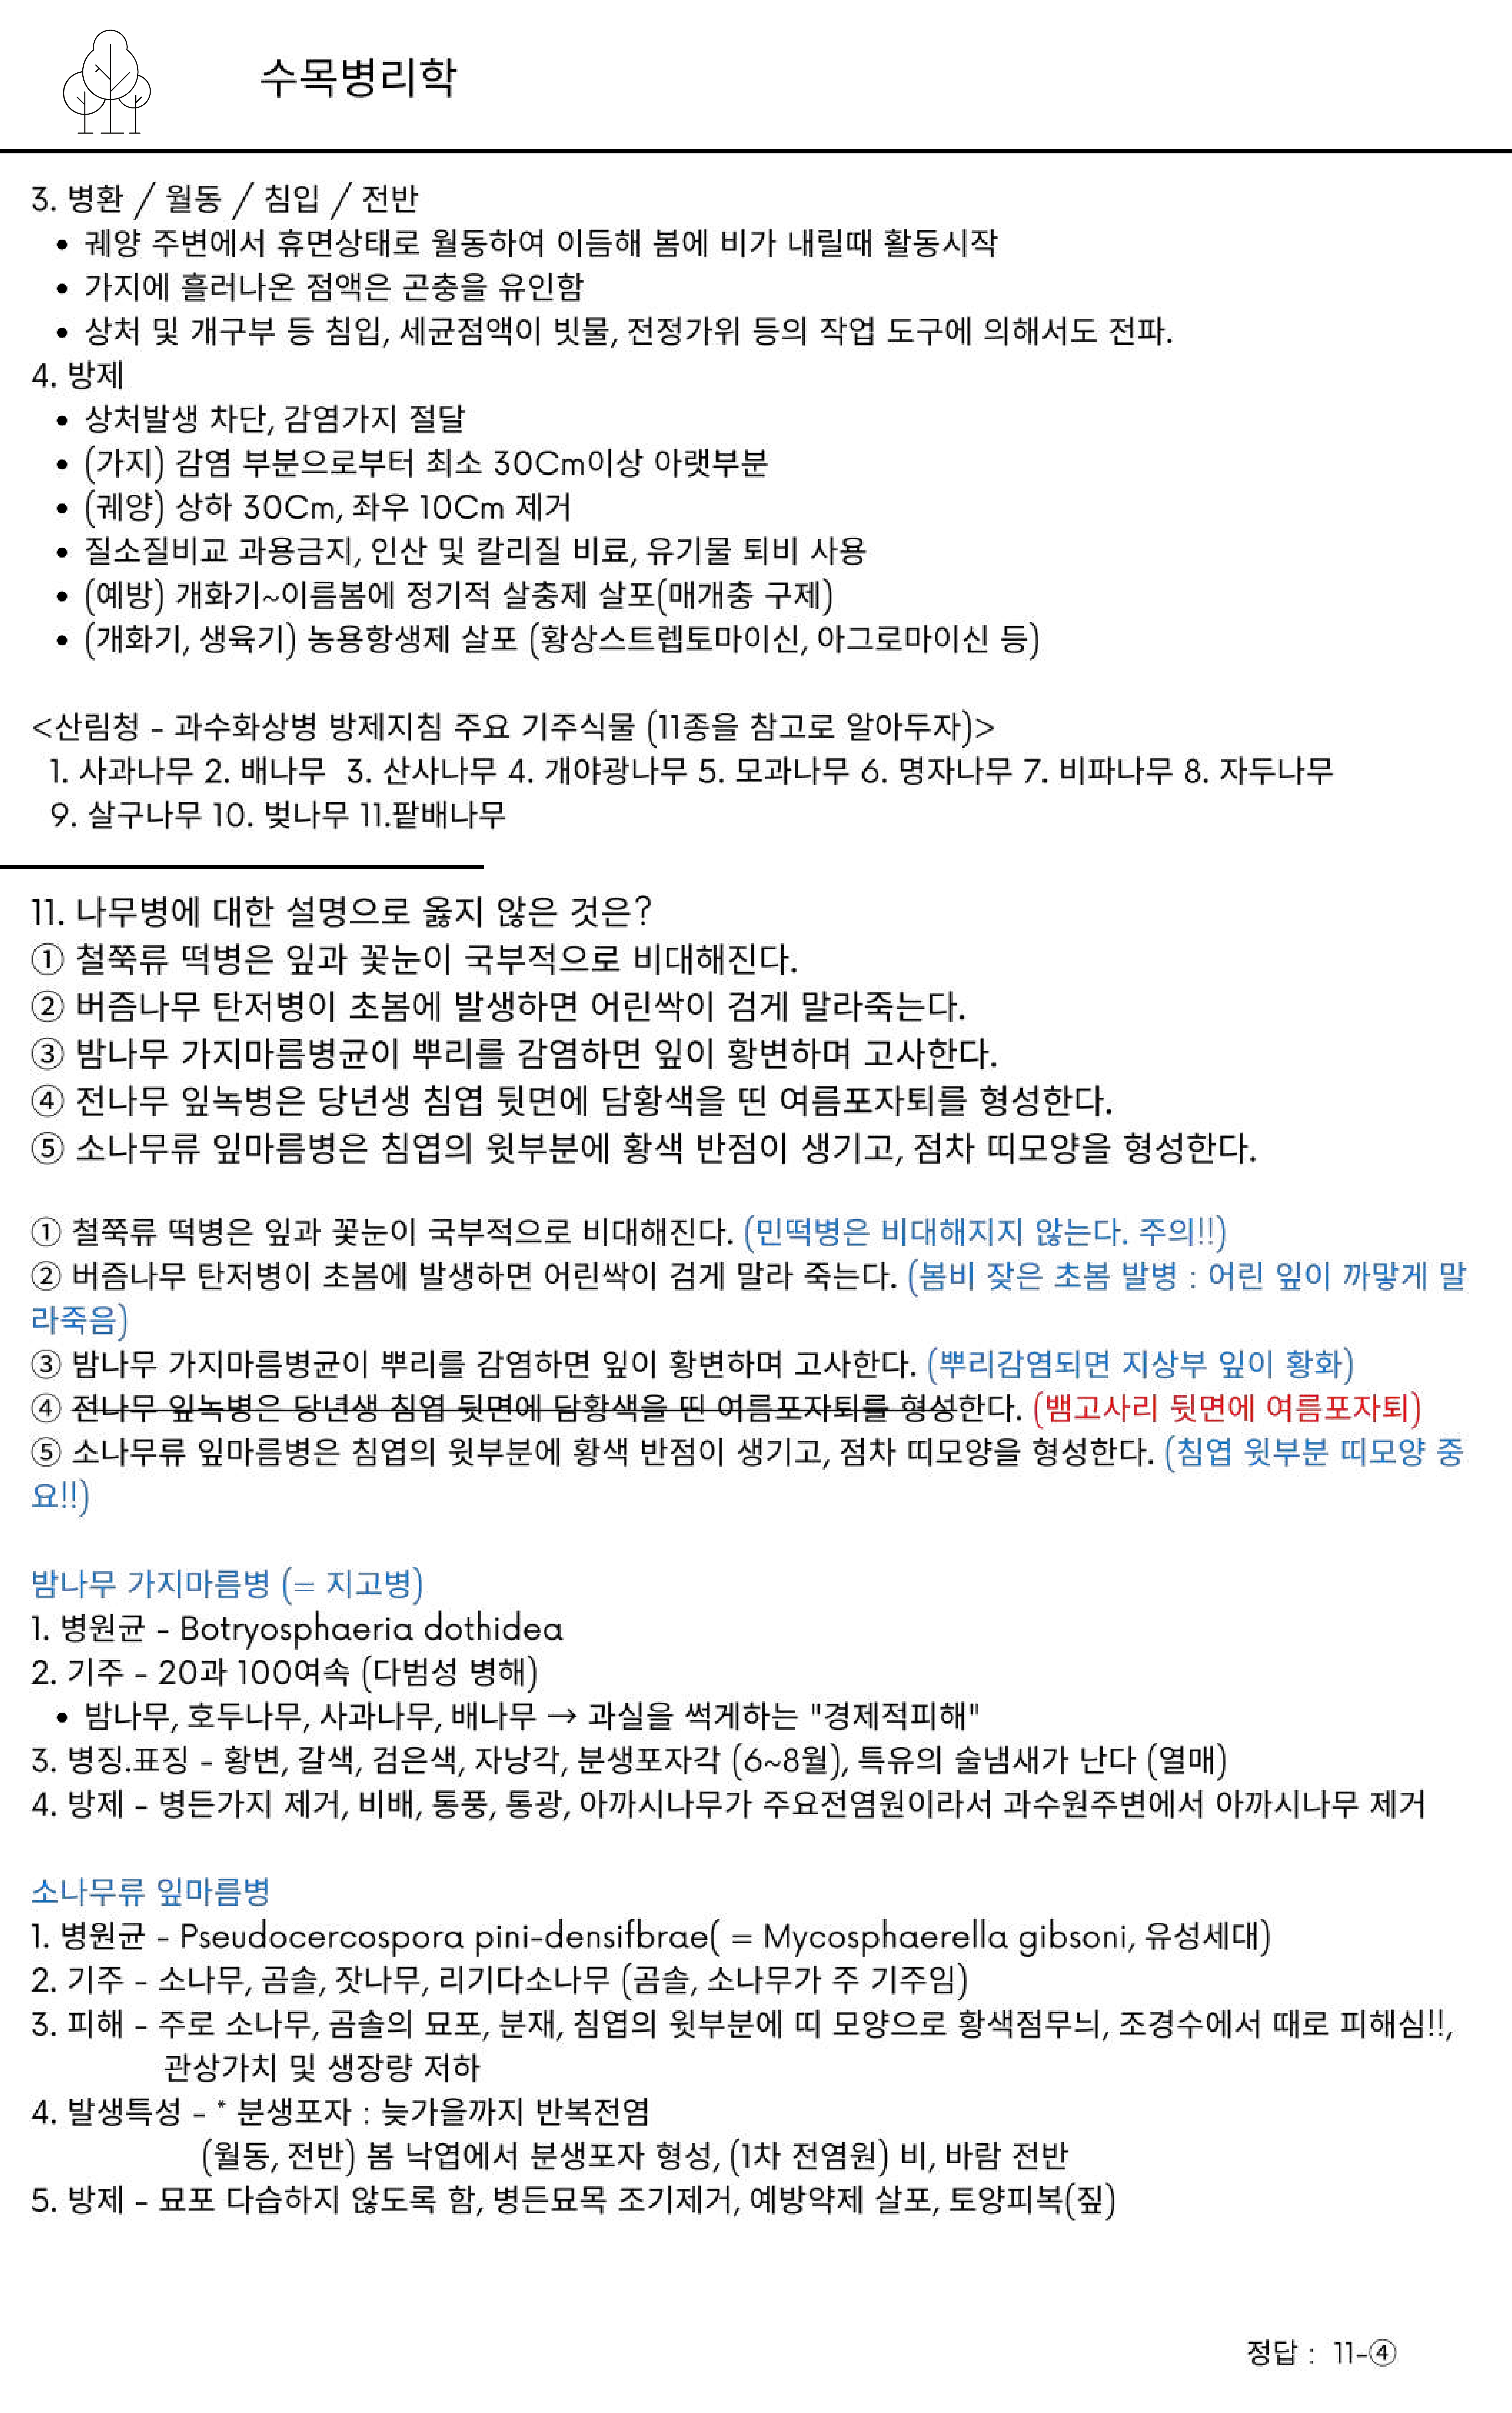 수목병리학
3. 병환 / 월동 / 침입 / 전반
• 궤양 주변에서 휴면상태로 월동하여 이듬해 봄에 비가 내릴때 활동시작
• 가지에 흘러나온 점액은 곤충을 유인함
• 상처 및 개구부 등 침입, 세균점액이 빗물, 전정가위 등의 작업 도구에 의해서도 전파.
4. 방제
• 상처발생 차단, 감염가지 절달
• (가지) 감염 부분으로부터 최소 30Cm이상 아랫부분
• (궤양) 상하 30Cm, 좌우 10Cm 제거
• 질소질비교 과용금지, 인산 및 칼리질 비료, 유기물 퇴비 사용
• (예방) 개화기~이름봄에 정기적 살충제 살포(매개충 구제)
• (개화기, 생육기) 농용항생제 살포 (황상스트렙토마이신, 아그로마이신 등)
<산림청 - 과수화상병 방제지침 주요 기주식물 (11종을 참고로 알아두자)>
1. 사과나무 2. 배나무 3. 산사나무 4. 개야광나무 5. 모과나무 6. 명자나무 7. 비파나무 8. 자두나무
9. 살구나무 10. 벚나무 11.팥배나무
11. 나무병에 대한 설명으로 옳지 않은 것은?
① 철쭉류 떡병은 잎과 꽃눈이 국부적으로 비대해진다.
② 버즘나무 탄저병이 초봄에 발생하면 어린싹이 검게 말라죽는다.
③ 밤나무 가지마름병균이 뿌리를 감염하면 잎이 황변하며 고사한다.
④ 전나무 잎녹병은 당년생 침엽 뒷면에 담황색을 띤 여름포자퇴를 형성한다.
⑤ 소나무류 잎마름병은 침엽의 윗부분에 황색 반점이 생기고, 점차 띠모양을 형성한다.
① 철쭉류 떡병은 잎과 꽃눈이 국부적으로 비대해진다. (민떡병은 비대해지지 않는다. 주의!!)
② 버즘나무 탄저병이 초봄에 발생하면 어린싹이 검게 말라 죽는다. (봄비 잦은 초봄 발병 : 어린 잎이 까맣게 말
라죽음)
③ 밤나무 가지마름병균이 뿌리를 감염하면 잎이 황변하며 고사한다. (뿌리감염되면 지상부 잎이 황화)
④ 전나무 잎녹병은 당년생 침엽 뒷면에 담황색을 띤 여름포자퇴를 형성한다. (뱀고사리 뒷면에 여름포자퇴)
⑤ 소나무류 잎마름병은 침엽의 윗부분에 황색 반점이 생기고, 점차 띠모양을 형성한다. (침엽 윗부분 띠모양 중
요!!)
밤나무 가지마름병 (= 지고병)
1. 병원균 - Botryosphaeria dothidea
2. 기주 - 20과 100여속 (다범성 병해)
• 밤나무, 호두나무, 사과나무, 배나무 → 과실을 썩게하는 "경제적피해"
3. 병징.표징 - 황변, 갈색, 검은색, 자낭각, 분생포자각 (6~8월), 특유의 술냄새가 난다 (열매)
4. 방제 - 병든가지 제거, 비배, 통풍, 통광, 아까시나무가 주요전염원이라서 과수원주변에서 아까시나무 제거
소나무류 잎마름병
1. 병원균 - Pseudocercospora pini-densifbrae( = Mycosphaerella gibsoni, 유성세대)
2. 기주 - 소나무, 곰솔, 잣나무, 리기다소나무 (곰솔, 소나무가 주 기주임)
3. 피해 - 주로 소나무, 곰솔의 묘포, 분재, 침엽의 윗부분에 띠 모양으로 황색점무늬, 조경수에서 때로 피해심!!,
관상가치 및 생장량 저하
4. 발생특성 - * 분생포자 : 늦가을까지 반복전염
(월동, 전반) 봄 낙엽에서 분생포자 형성, (1차 전염원) 비, 바람 전반
5. 방제 - 묘포 다습하지 않도록 함, 병든묘목 조기제거, 예방약제 살포, 토양피복(짚)
정답 : 11-④